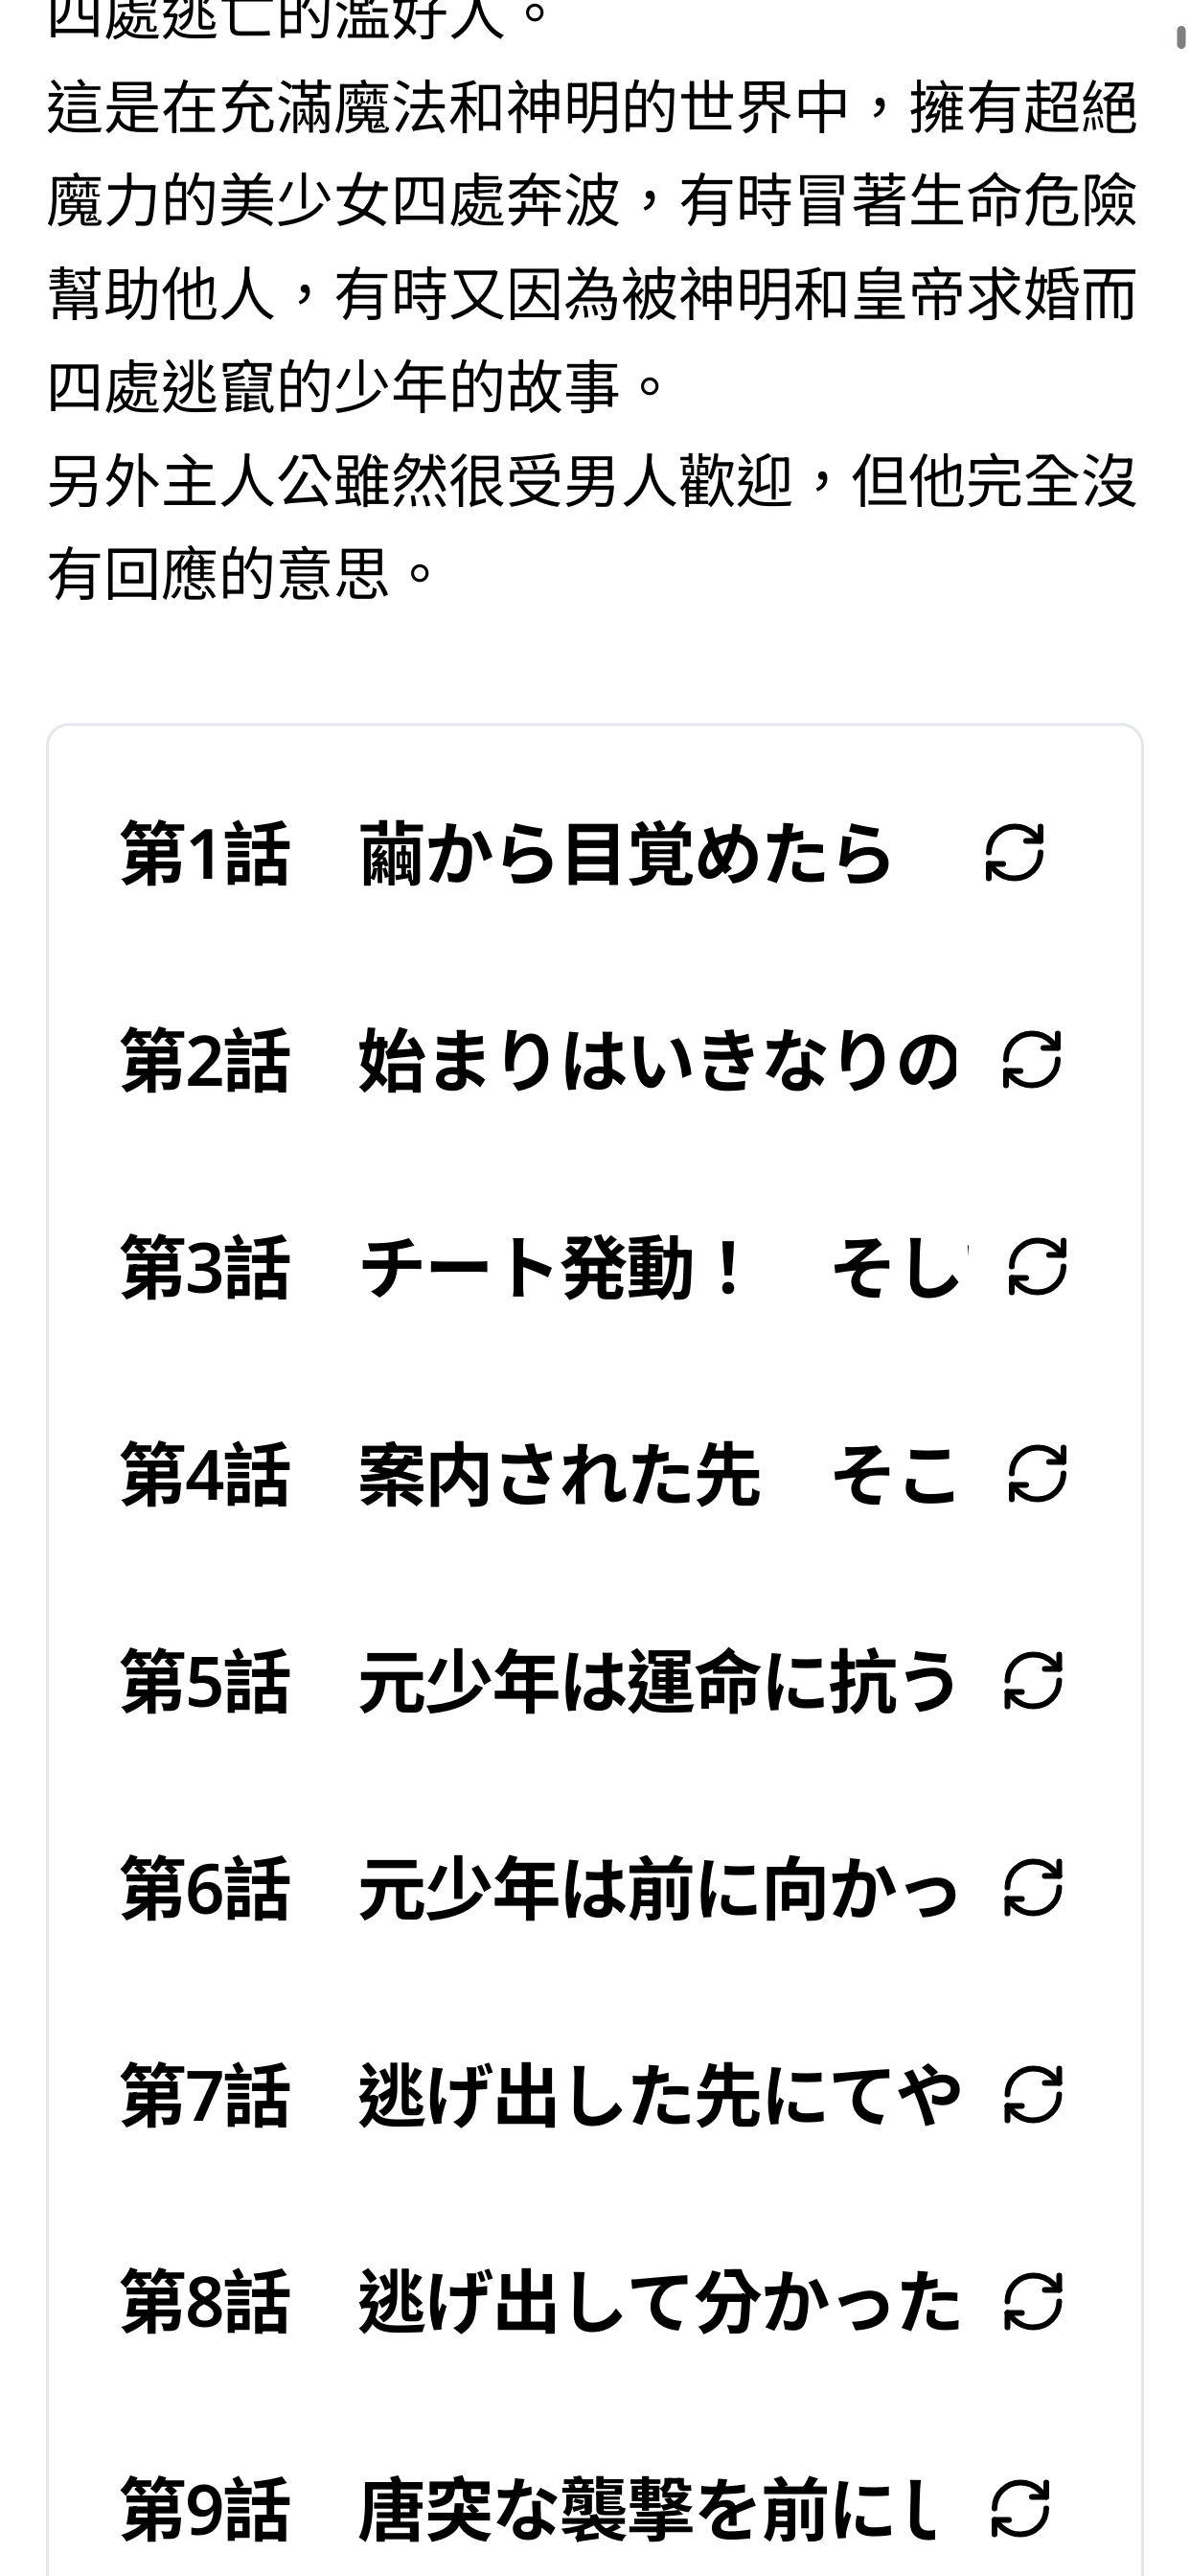 四處逃亡的濫好人。
這是在充滿魔法和神明的世界中，擁有超絕
魔力的美少女四處奔波，有時冒著生命危險
幫助他人，有時又因為被神明和皇帝求婚而
四處逃竄的少年的故事。
另外主人公雖然很受男人歡迎，但他完全沒
有回應的意思。
第1話　繭から目覚めたら
第2話　始まりはいきなりの
第3話　チート発動！　そし
第4話　案内された先　そこ
第5話　元少年は運命に抗う
第6話　元少年は前に向かっ
第7話　逃げ出した先にてや
第8話　逃げ出して分かった
第9話　唐突な襲撃を前にし